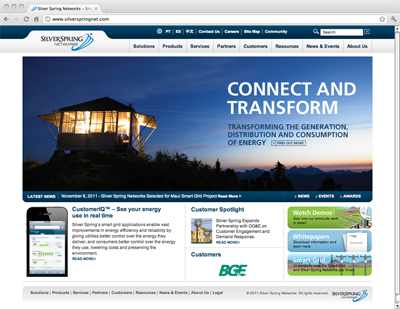 Silver Spring Networks – Sm
www.silverspringnet.com
PT | ES | 中文 | Contact Us | Careers | Site Map | Community
Search
SILVERSPRING
NETWORKS
Solutions | Products | Services | Partners | Customers | Resources | News & Events | About Us
CONNECT AND
TRANSFORM
TRANSFORMING THE GENERATION,
DISTRIBUTION AND CONSUMPTION
OF ENERGY FIND OUT MORE
LATEST NEWS November 8, 2011 - Silver Spring Networks Selected for Maui Smart Grid Project Read More > > NEWS > EVENTS > AWARDS
CustomerIQ™ – See your energy
use in real time
Silver Spring's smart grid applications enable vast
improvements in energy efficiency and reliability by
giving utilities better control over the energy they
deliver, and consumers better control over the energy
they use, lowering costs and preserving the
environment.
READ MORE>
Customer Spotlight
Silver Spring Expands
Partnership with OG&E on
Customer Engagement and
Demand Response.
READ MORE>
Customers
BGE
Watch Demos
See how our products work
in detail
Whitepapers
Download information and
learn more
Smart Grid
Solutions | Products | Services | Partners | Customers | Resources | News & Events | About Us | Legal
© 2011 Silver Spring Networks. All rights reserved.
SILVERSPRING
NETWORKS